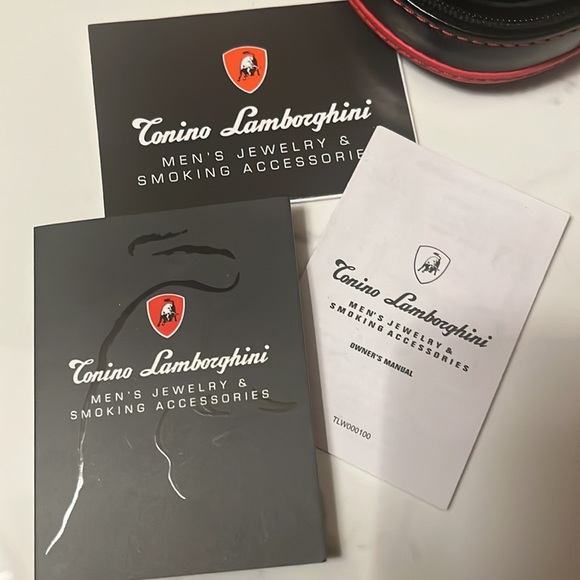 Tonino Lamborghini
MEN'S JEWELRY &
SMOKING ACCESSORIE
Tonino Lamborghini
MEN'S JEWELRY &
SMOKING ACCESSORIES
Tonino Lamborghini
MEN'S JEWELRY &
SMOKING ACCESSORIES
OWNER'S MANUAL
TLW000100